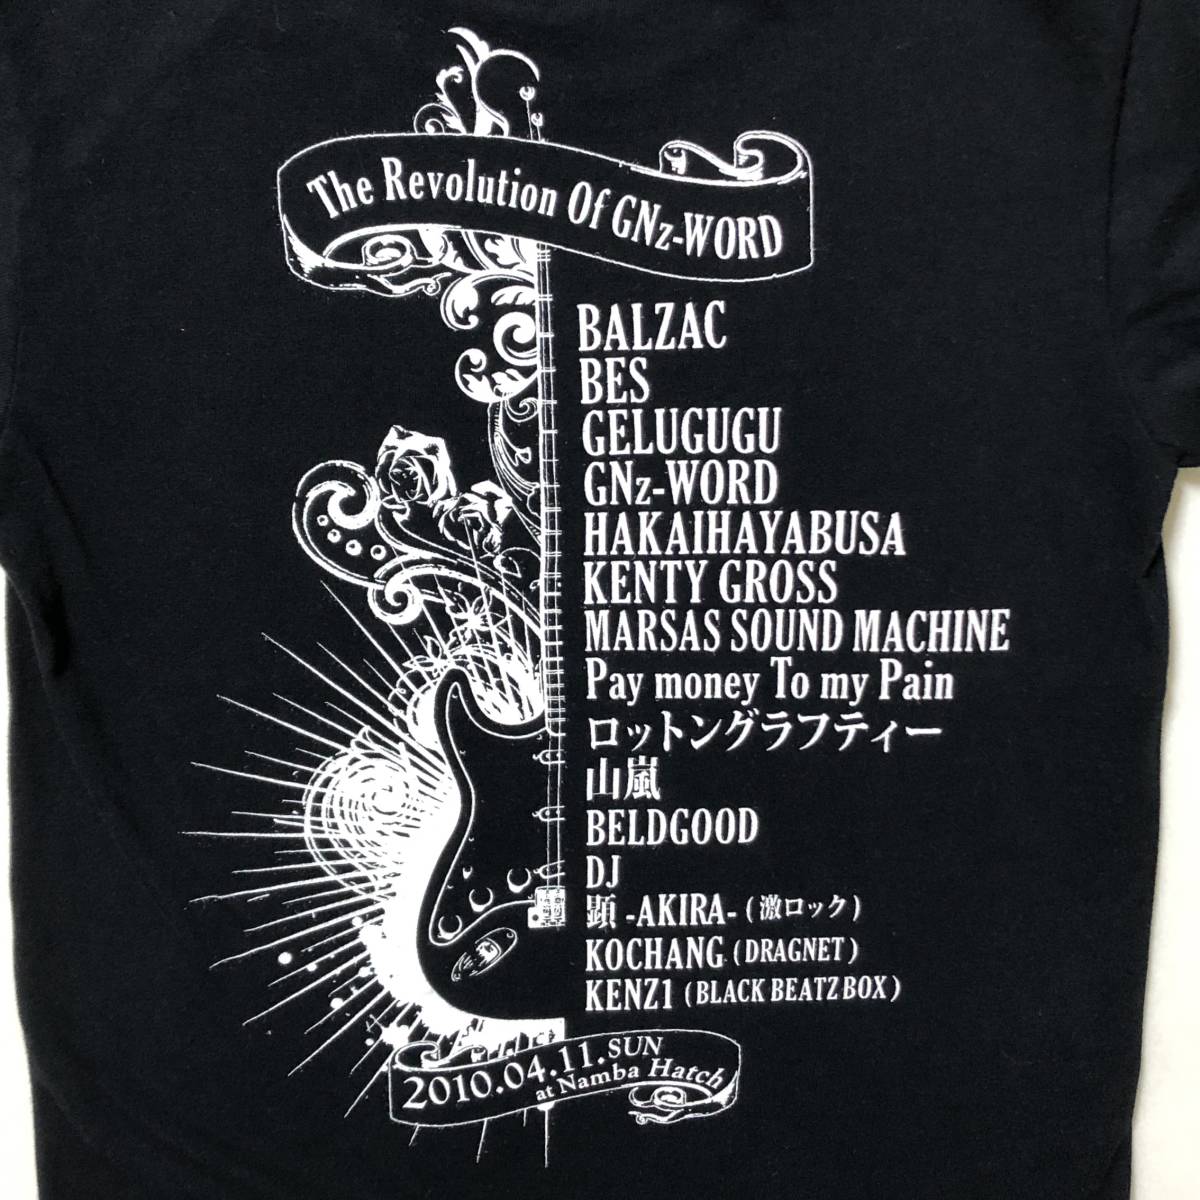 The Revolution Of GNz-WORD
BALZAC
BES
GELUGUGU
GNz-WORD
HAKAIHAYABUSA
KENTY GROSS
MARSAS SOUND MACHINE
Pay money To my Pain
ロットングラフティー
山嵐
BELDGOOD
DJ
顕 -AKIRA- (激ロック)
KOCHANG (DRAGNET)
KENZ1 (BLACK BEATZ BOX)
2010.04.11.SUN
at Namba Hatch